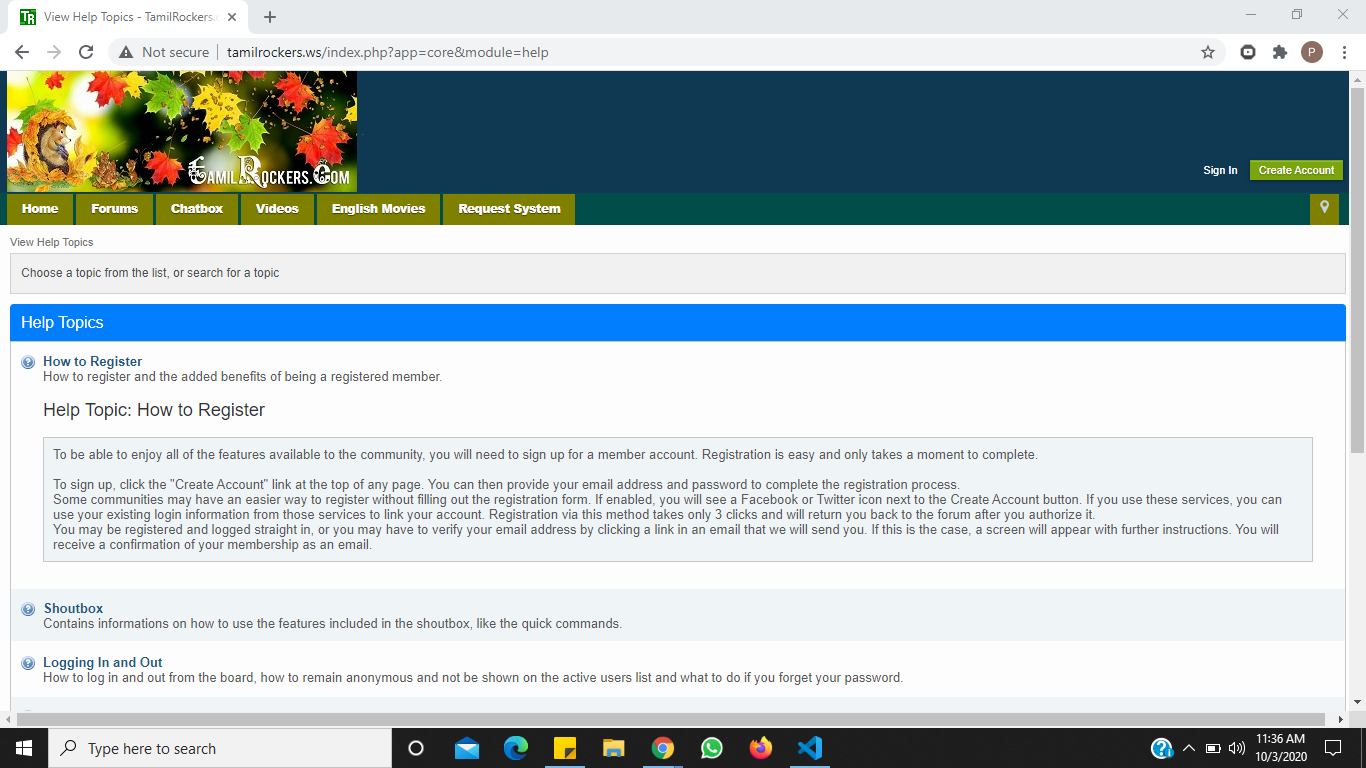 View Help Topics - TamilRockers.c
Not secure
tamilrockers.ws/index.php?app=core&module=help
P
TamilRockers.Com
Sign In
Create Account
Home
Forums
Chatbox
Videos
English Movies
Request System
View Help Topics
Choose a topic from the list, or search for a topic
Help Topics
How to Register
How to register and the added benefits of being a registered member.
Help Topic: How to Register
To be able to enjoy all of the features available to the community, you will need to sign up for a member account. Registration is easy and only takes a moment to complete.
To sign up, click the "Create Account" link at the top of any page. You can then provide your email address and password to complete the registration process.
Some communities may have an easier way to register without filling out the registration form. If enabled, you will see a Facebook or Twitter icon next to the Create Account button. If you use these services, you can
use your existing login information from those services to link your account. Registration via this method takes only 3 clicks and will return you back to the forum after you authorize it.
You may be registered and logged straight in, or you may have to verify your email address by clicking a link in an email that we will send you. If this is the case, a screen will appear with further instructions. You will
receive a confirmation of your membership as an email.
Shoutbox
Contains informations on how to use the features included in the shoutbox, like the quick commands.
Logging In and Out
How to log in and out from the board, how to remain anonymous and not be shown on the active users list and what to do if you forget your password.
Type here to search
11:36 AM
10/3/2020